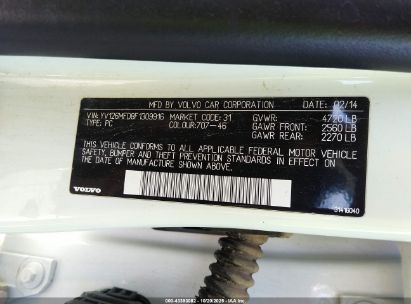 MFD BY VOLVO CAR CORPORATION DATE: 02/14
VIN: YV126MFD8F1309916 MARKET CODE: 31 GVWR: 4720 LB
TYPE: PC COLOUR: 707-46 GAWR FRONT: 2560 LB
GAWR REAR: 2270 LB
THIS VEHICLE CONFORMS TO ALL APPLICABLE FEDERAL MOTOR VEHICLE
SAFETY, BUMPER AND THEFT PREVENTION STANDARDS IN EFFECT ON THE
DATE OF MANUFACTURE SHOWN ABOVE.
VOLVO
31419040